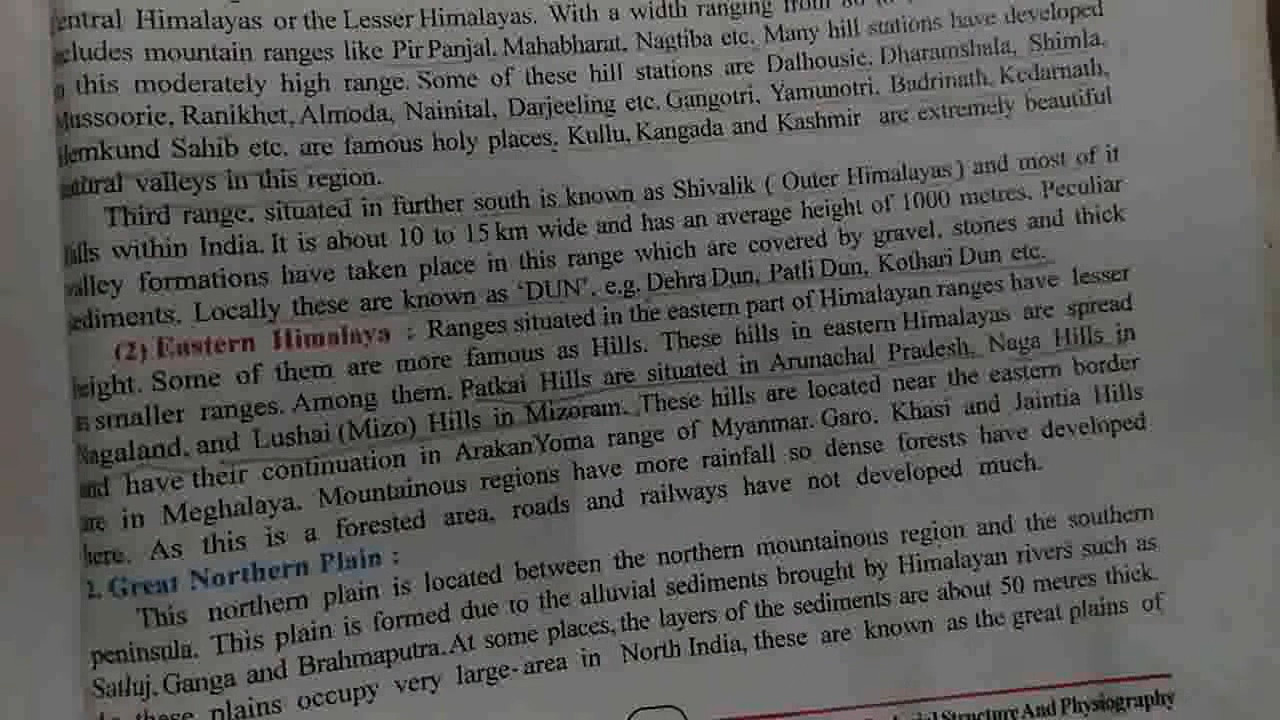 entral Himalayas or the Lesser Himalayas. With a width ranging from 80 to
cludes mountain ranges like Pir Panjal, Mahabharat, Nagtiba etc. Many hill stations have developed
this moderately high range. Some of these hill stations are Dalhousie, Dharamshala, Shimla,
Mussoorie, Ranikhet, Almoda, Nainital, Darjeeling etc. Gangotri, Yamunotri, Badrinath, Kedarnath,
Hemkund Sahib etc. are famous holy places. Kullu, Kangada and Kashmir are extremely beautiful
natural valleys in this region.
Third range, situated in further south is known as Shivalik ( Outer Himalayas ) and most of it
falls within India. It is about 10 to 15 km wide and has an average height of 1000 metres. Peculiar
valley formations have taken place in this range which are covered by gravel, stones and thick
sediments. Locally these are known as 'DUN', e.g. Dehra Dun, Patli Dun, Kothari Dun etc.
(2) Eastern Himalaya : Ranges situated in the eastern part of Himalayan ranges have lesser
height. Some of them are more famous as Hills. These hills in eastern Himalayas are spread
in smaller ranges. Among them, Patkai Hills are situated in Arunachal Pradesh, Naga Hills in
Nagaland, and Lushai (Mizo) Hills in Mizoram. These hills are located near the eastern border
and have their continuation in ArakanYoma range of Myanmar. Garo, Khasi and Jaintia Hills
are in Meghalaya. Mountainous regions have more rainfall so dense forests have developed
here. As this is a forested area, roads and railways have not developed much.
2. Great Northern Plain :
This northern plain is located between the northern mountainous region and the southern
peninsula. This plain is formed due to the alluvial sediments brought by Himalayan rivers such as
Satluj, Ganga and Brahmaputra. At some places, the layers of the sediments are about 50 metres thick.
As these plains occupy very large-area in North India, these are known as the great plains of
Structure And Physiography